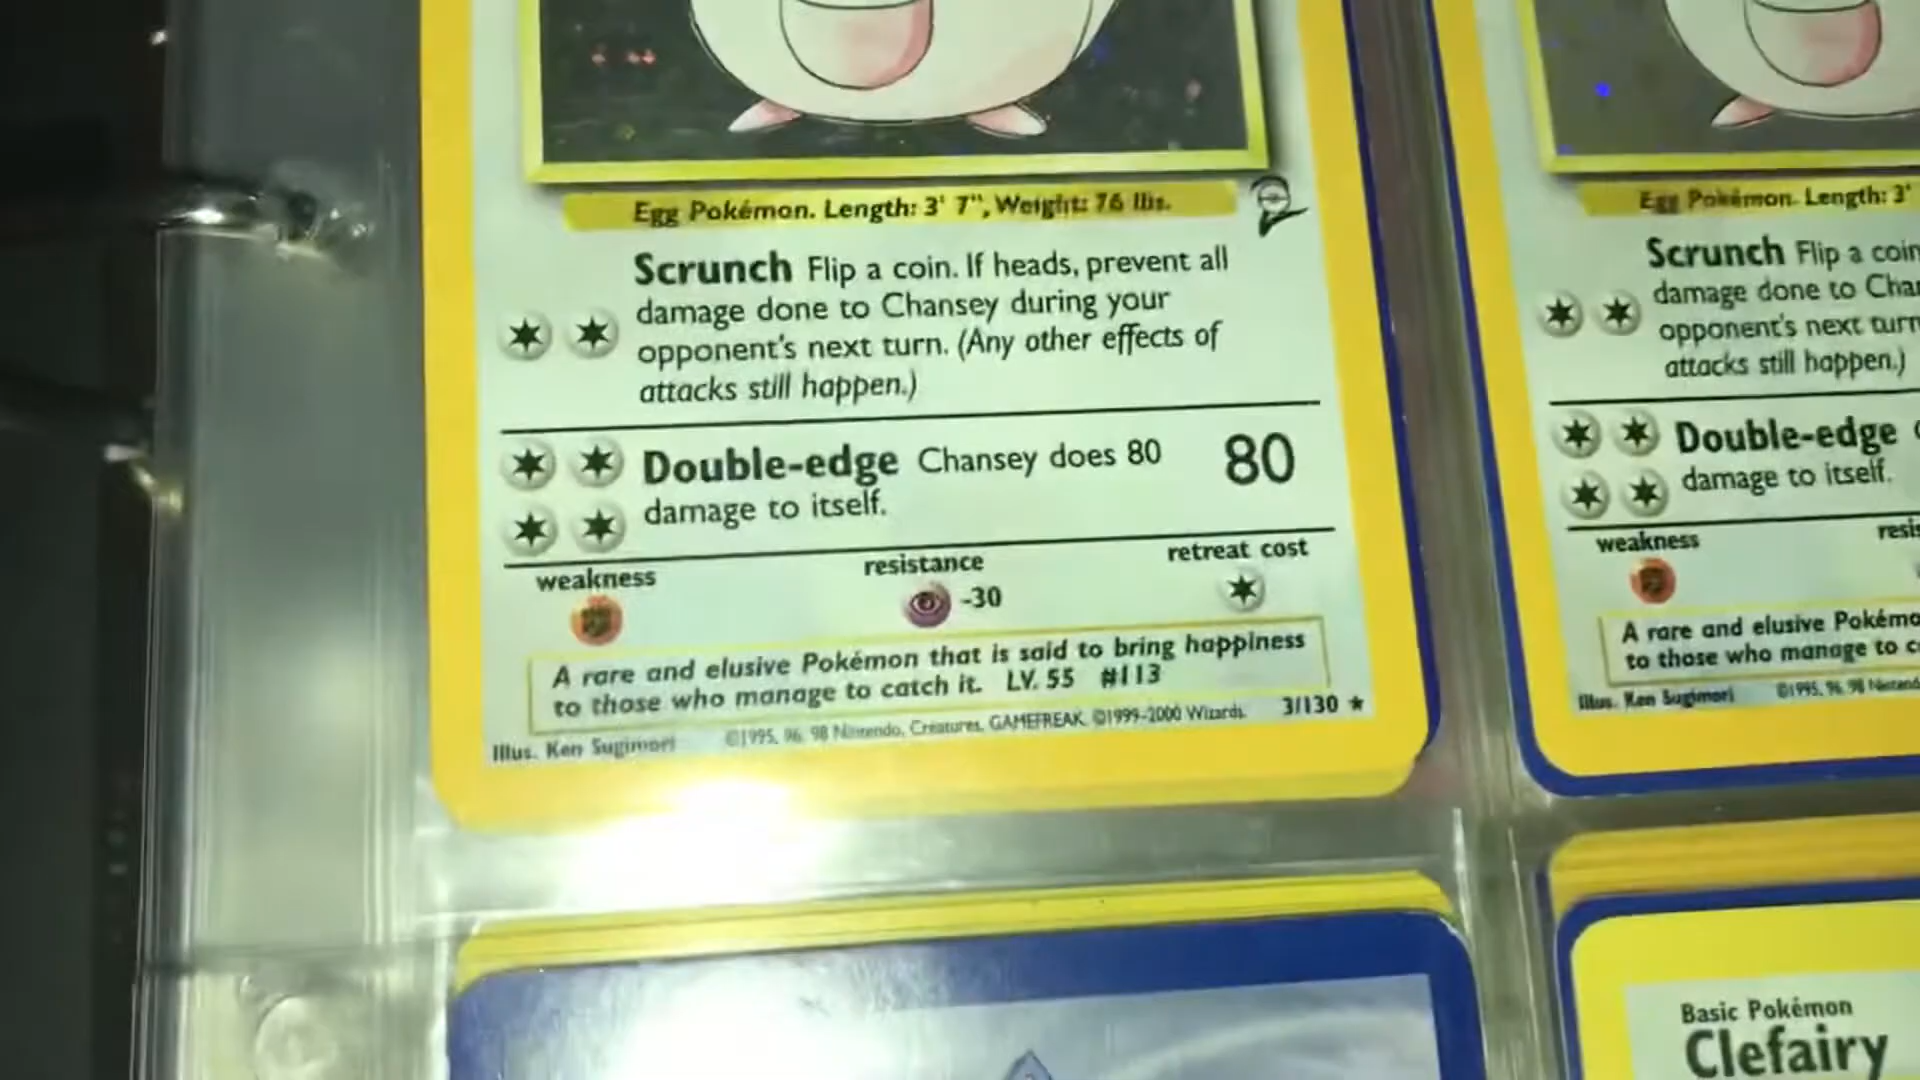 Egg Pokémon. Length: 3' 7", Weight: 76 lbs.
Scrunch Flip a coin. If heads, prevent all
damage done to Chansey during your
opponent's next turn. (Any other effects of
attacks still happen.)
Double-edge Chansey does 80
damage to itself.
80
weakness
resistance
retreat cost
-30
A rare and elusive Pokémon that is said to bring happiness
to those who manage to catch it. LV. 55 #113
Illus. Ken Sugimori ©1995, 96, 98 Nintendo, Creatures, GAMEFREAK. ©1999-2000 Wizards. 3/130 ★
Egg Pokémon. Length: 3'
Scrunch Flip a coin
damage done to Chan
opponent's next turn
attacks still happen.)
Double-edge
damage to itself.
weakness
resis
A rare and elusive Pokémo
to those who manage to c
Illus. Ken Sugimori ©1995, 96, 98 Nintend
Basic Pokémon
Clefairy